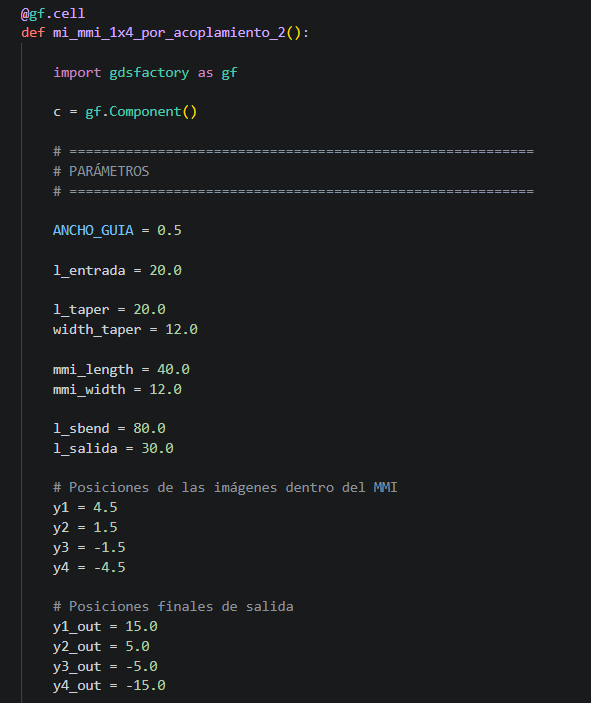 @gf.cell
def mi_mmi_1x4_por_acoplamiento_2():
import gdsfactory as gf
c = gf.Component()
# ==========================================================
# PARÁMETROS
# ==========================================================
ANCHO_GUIA = 0.5
l_entrada = 20.0
l_taper = 20.0
width_taper = 12.0
mmi_length = 40.0
mmi_width = 12.0
l_sbend = 80.0
l_salida = 30.0
# Posiciones de las imágenes dentro del MMI
y1 = 4.5
y2 = 1.5
y3 = -1.5
y4 = -4.5
# Posiciones finales de salida
y1_out = 15.0
y2_out = 5.0
y3_out = -5.0
y4_out = -15.0